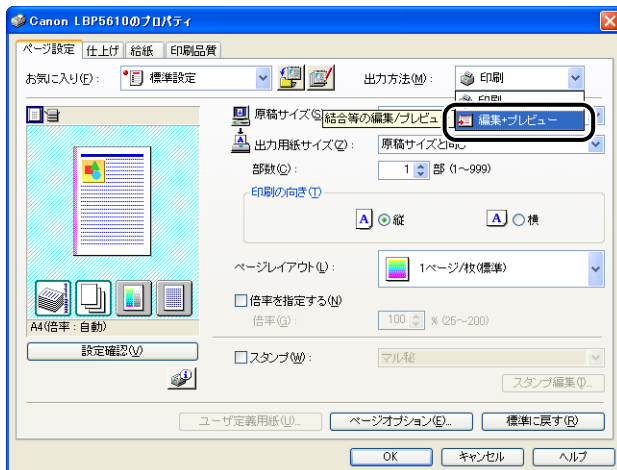 Canon LBP5610のプロパティ
ページ設定 仕上げ 給紙 印刷品質
お気に入り(F): 標準設定 出力方法(M): 印刷
印刷
編集+プレビュー
原稿サイズ(S 結合等の編集/プレビュ
出力用紙サイズ(Z): 原稿サイズと同じ
部数(C): 1 部 (1～999)
印刷の向き(T)
A 縦 A 横
ページレイアウト(L): 1ページ/枚(標準)
倍率を指定する(N)
倍率(G): 100 % (25～200)
A4(倍率:自動)
設定確認(V)
スタンプ(W): マル秘
スタンプ編集(I)...
ユーザ定義用紙(U)... ページオプション(E)... 標準に戻す(R)
OK キャンセル ヘルプ